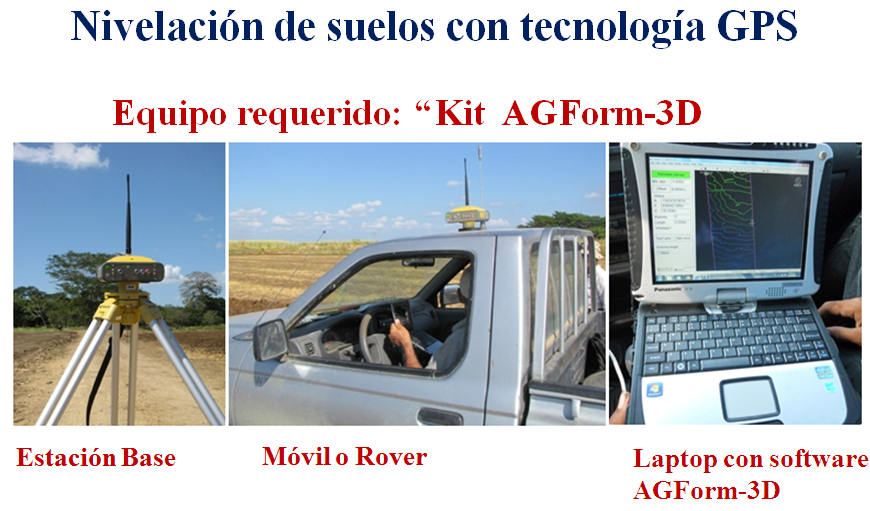 Nivelación de suelos con tecnología GPS
Equipo requerido: “Kit AGForm-3D
Panasonic
Estación Base
Móvil o Rover
Laptop con software
AGForm-3D